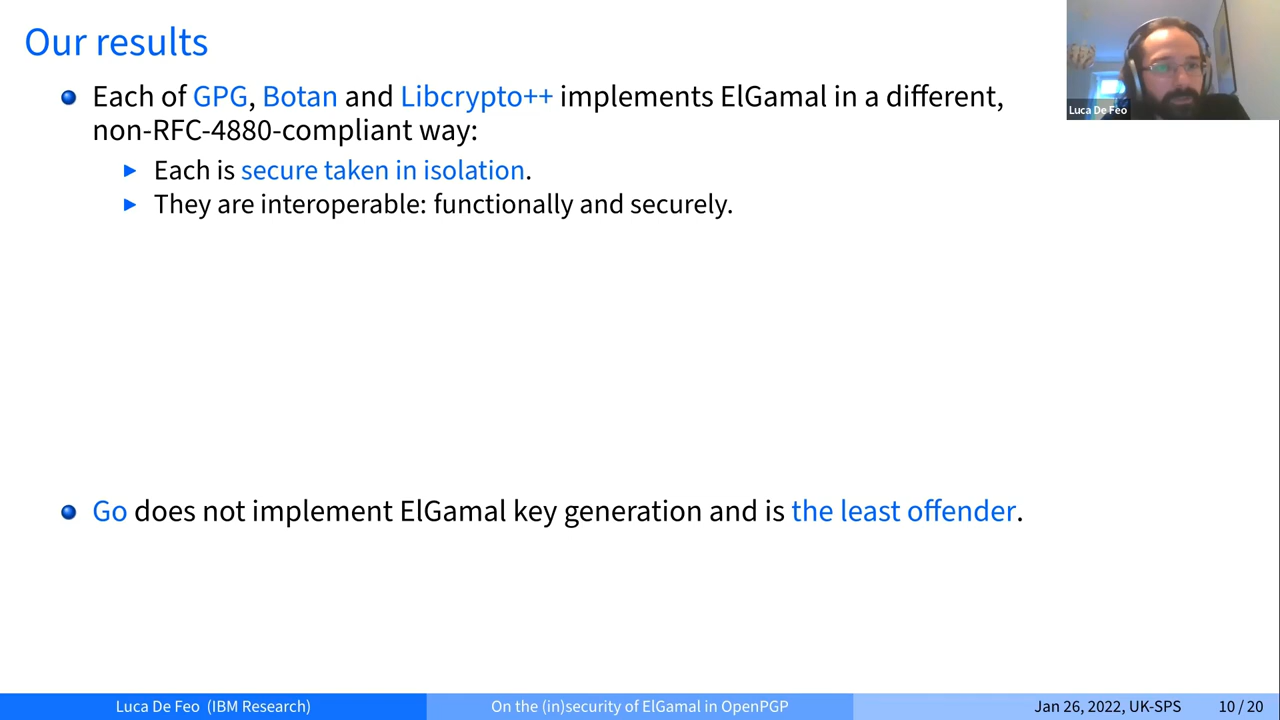 Our results
Each of GPG, Botan and Libcrypto++ implements ElGamal in a different,
non-RFC-4880-compliant way:
Each is secure taken in isolation.
They are interoperable: functionally and securely.
Go does not implement ElGamal key generation and is the least offender.
Luca De Feo
Luca De Feo (IBM Research)
On the (in)security of ElGamal in OpenPGP
Jan 26, 2022, UK-SPS 10 / 20